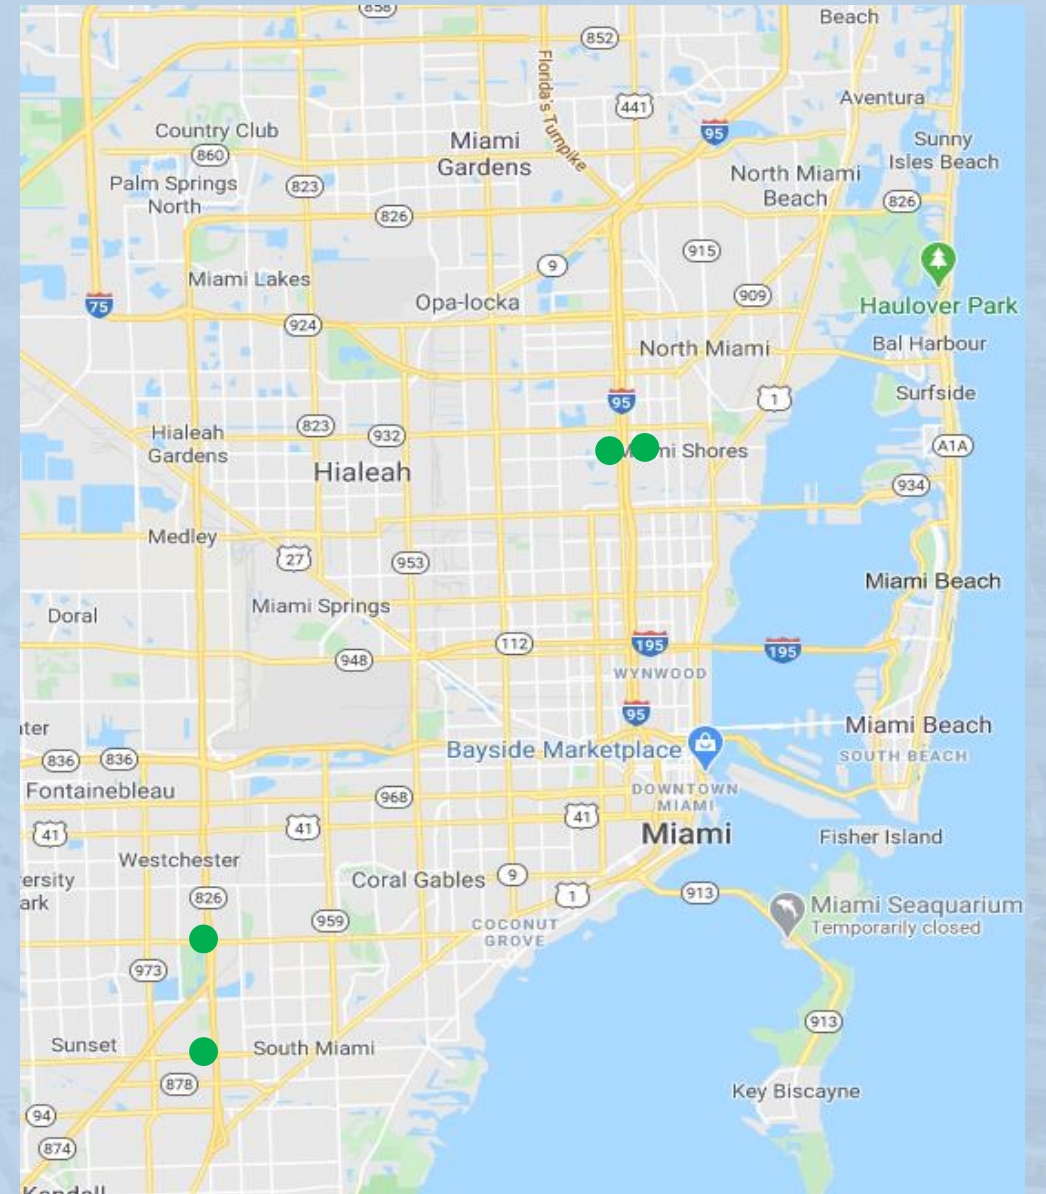 858
Beach
852
Florida's Turnpike
441
Aventura
95
Country Club
860
Miami
Gardens
Sunny
Isles Beach
Palm Springs
North
823
North Miami
Beach
826
826
915
9
Miami Lakes
909
75
Opa-locka
Haulover Park
924
North Miami
Bal Harbour
95
1
Surfside
823
932
Hialeah
Gardens
Hialeah
Shores
A1A
934
Medley
27
953
Miami Beach
Miami Springs
Doral
112
195
195
948
WYNWOOD
95
Miami Beach
Bayside Marketplace
SOUTH BEACH
836
836
Fontainebleau
968
DOWNTOWN
MIAMI
41
41
41
Miami
Fisher Island
Westchester
Coral Gables
9
1
913
826
959
Miami Seaquarium
Temporarily closed
COCONUT
GROVE
973
913
Sunset
South Miami
878
Key Biscayne
94
874